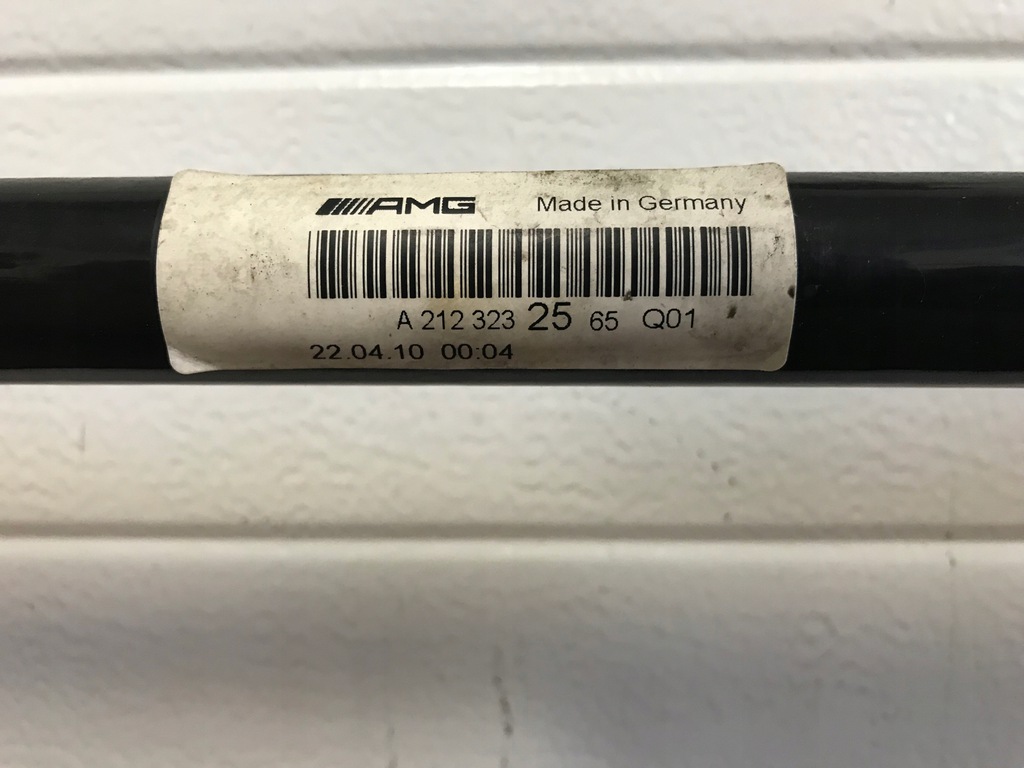 AMG Made in Germany
A 212 323 25 65 Q01
22.04.10 00:04